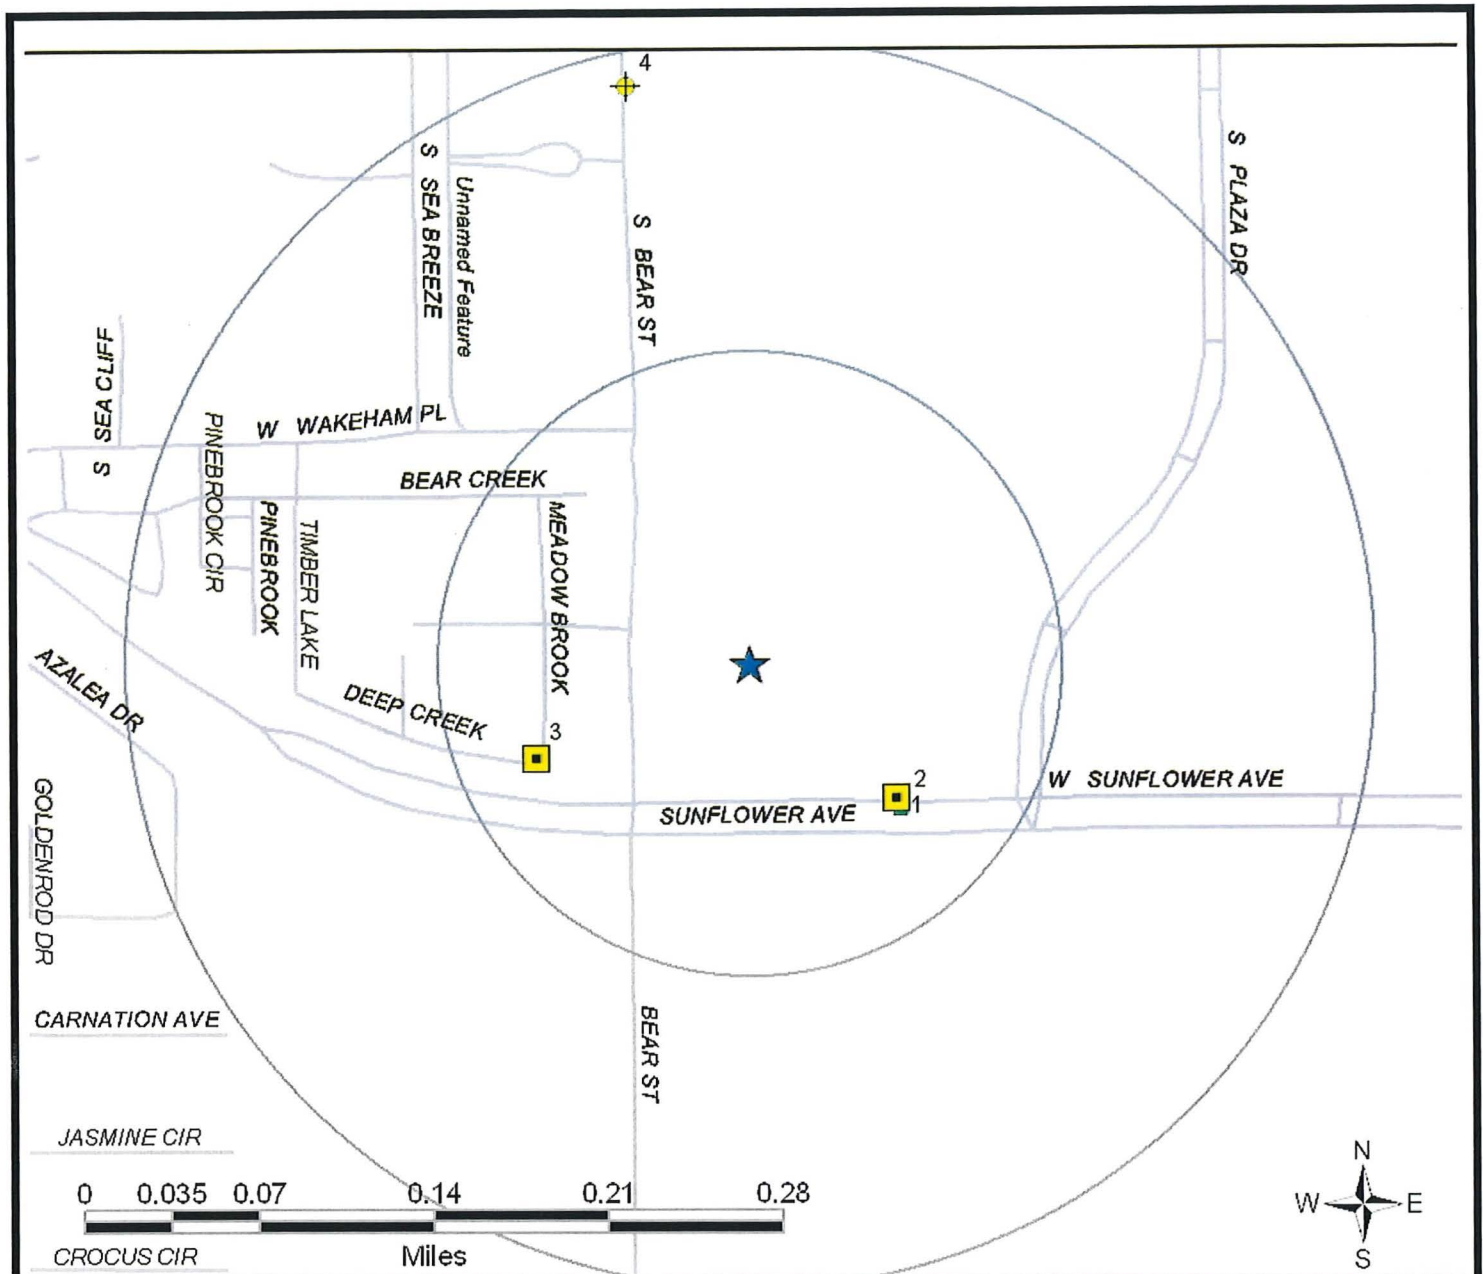 4
S SEA BREEZE
Unnamed Feature
S BEAR ST
S PLAZA DR
S SEA CLIFF
W WAKEHAM PL
PINEBROOK CIR
BEAR CREEK
PINEBROOK
TIMBER LAKE
MEADOW BROOK
AZALEA DR
DEEP CREEK
3
2
1
W SUNFLOWER AVE
SUNFLOWER AVE
GOLDENROD DR
CARNATION AVE
BEAR ST
JASMINE CIR
0 0.035 0.07 0.14 0.21 0.28
Miles
CROCUS CIR
N
W E
S